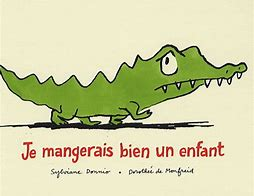 Je mangerais bien un enfant
Sylviane Donnio • Dorothée de Monfreid